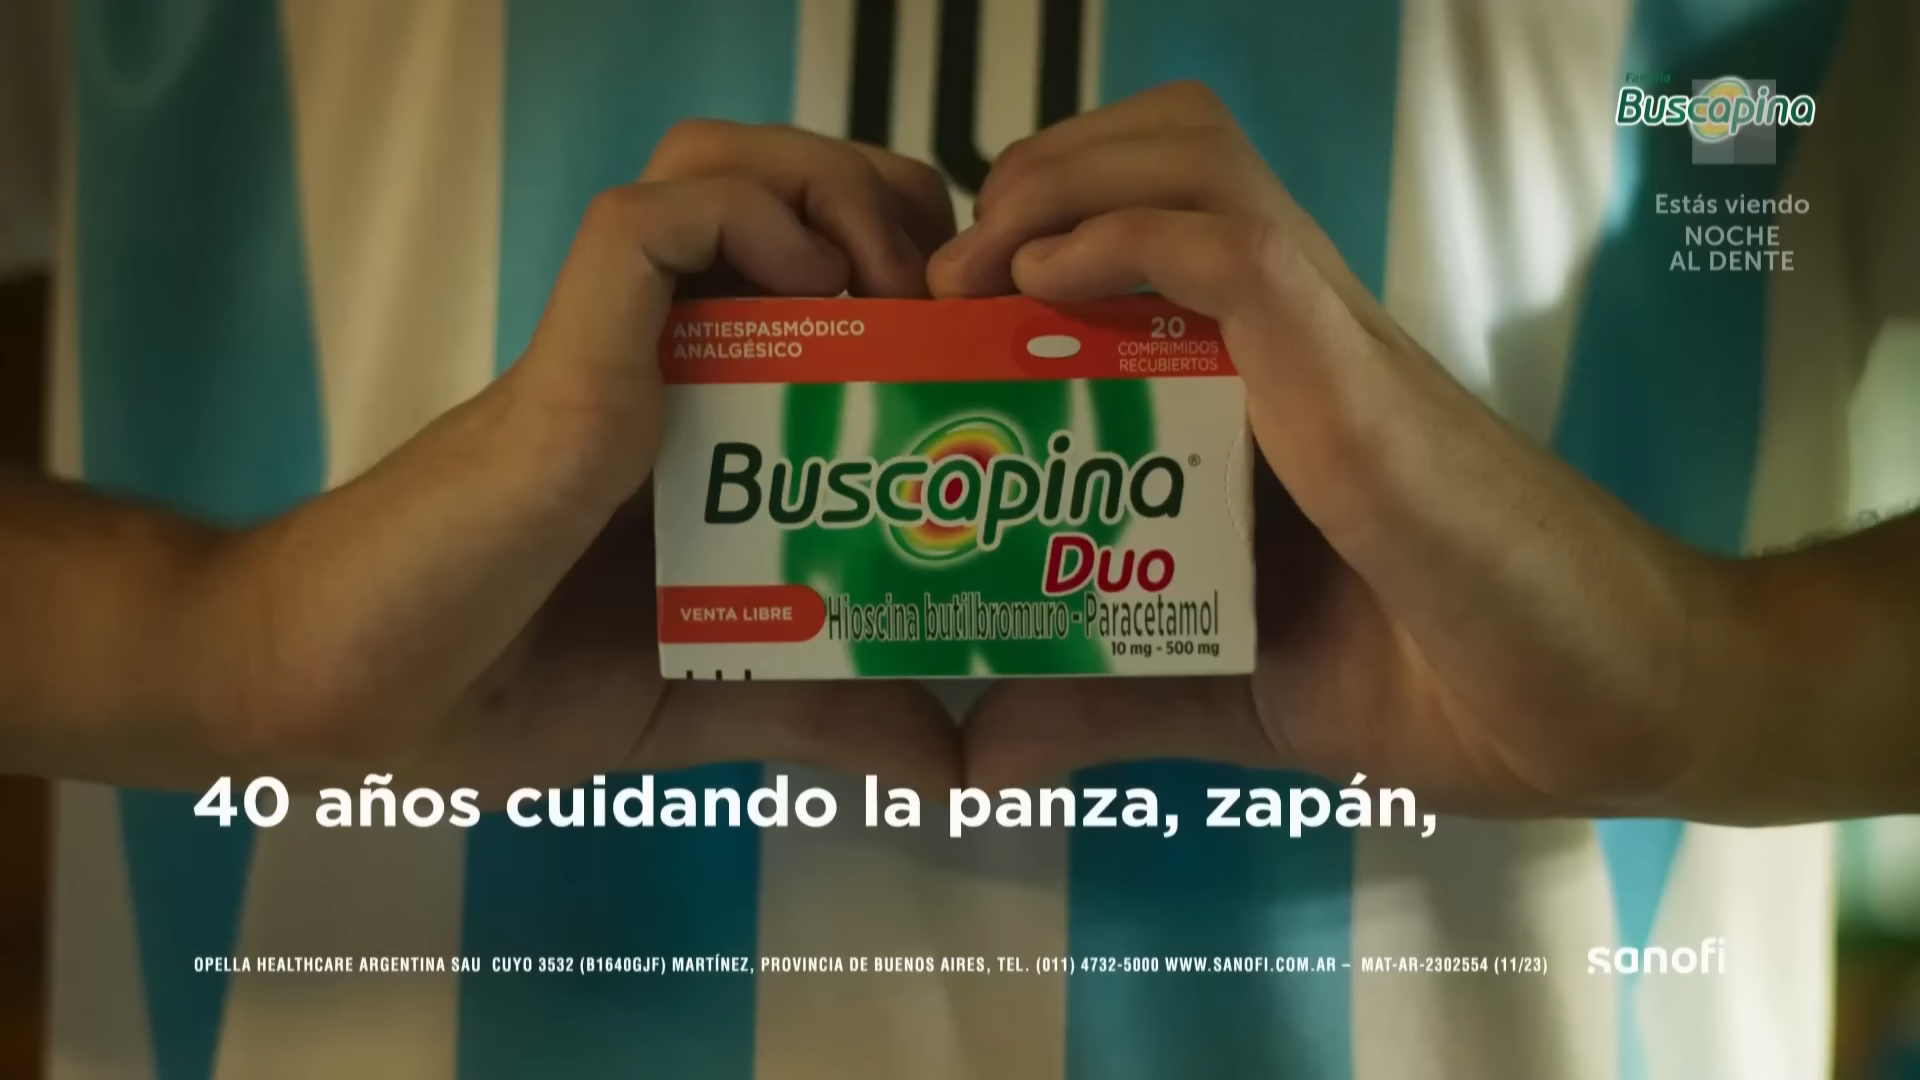 Familia
Buscapina
Estás viendo
NOCHE
AL DENTE
ANTIESPASMÓDICO
ANALGÉSICO
20
COMPRIMIDOS
RECUBIERTOS
Buscapina®
Duo
VENTA LIBRE
Hioscina butilbromuro - Paracetamol
10 mg - 500 mg
40 años cuidando la panza, zapán,
OPELLA HEALTHCARE ARGENTINA SAU CUYO 3532 (B1640GJF) MARTÍNEZ, PROVINCIA DE BUENOS AIRES, TEL. (011) 4732-5000 WWW.SANOFI.COM.AR – MAT-AR-2302554 (11/23)
sanofi